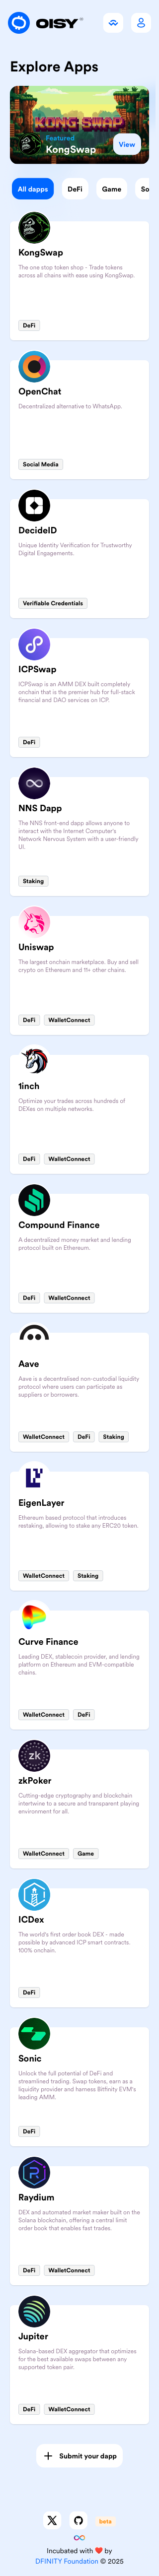 OISY
Explore Apps
KONG SWAP
Featured
KongSwap
View
All dapps
DeFi
Game
So
KongSwap
The one stop token shop - Trade tokens
across all chains with ease using KongSwap.
DeFi
OpenChat
Decentralized alternative to WhatsApp.
Social Media
DecideID
Unique Identity Verification for Trustworthy
Digital Engagements.
Verifiable Credentials
ICPSwap
ICPSwap is an AMM DEX built completely
onchain that is the premier hub for full-stack
financial and DAO services on ICP.
DeFi
NNS Dapp
The NNS front-end dapp allows anyone to
interact with the Internet Computer's
Network Nervous System with a user-friendly
UI.
Staking
Uniswap
The largest onchain marketplace. Buy and sell
crypto on Ethereum and 11+ other chains.
DeFi
WalletConnect
1inch
Optimize your trades across hundreds of
DEXes on multiple networks.
DeFi
WalletConnect
Compound Finance
A decentralized money market and lending
protocol built on Ethereum.
DeFi
WalletConnect
Aave
Aave is a decentralised non-custodial liquidity
protocol where users can participate as
suppliers or borrowers.
WalletConnect
DeFi
Staking
EigenLayer
Ethereum based protocol that introduces
restaking, allowing to stake any ERC20 token.
WalletConnect
Staking
Curve Finance
Leading DEX, stablecoin provider, and lending
platform on Ethereum and EVM-compatible
chains.
WalletConnect
DeFi
zk
zkPoker
Cutting-edge cryptography and blockchain
intertwine to a secure and transparent playing
environment for all.
WalletConnect
Game
ICDex
The world's first order book DEX - made
possible by advanced ICP smart contracts.
100% onchain.
DeFi
Sonic
Unlock the full potential of DeFi and
streamlined trading. Swap tokens, earn as a
liquidity provider and harness Bitfinity EVM's
leading AMM.
DeFi
Raydium
DEX and automated market maker built on the
Solana blockchain, offering a central limit
order book that enables fast trades.
DeFi
WalletConnect
Jupiter
Solana-based DEX aggregator that optimizes
for the best available swaps between any
supported token pair.
DeFi
WalletConnect
Submit your dapp
beta
Incubated with ❤️ by
DFINITY Foundation © 2025